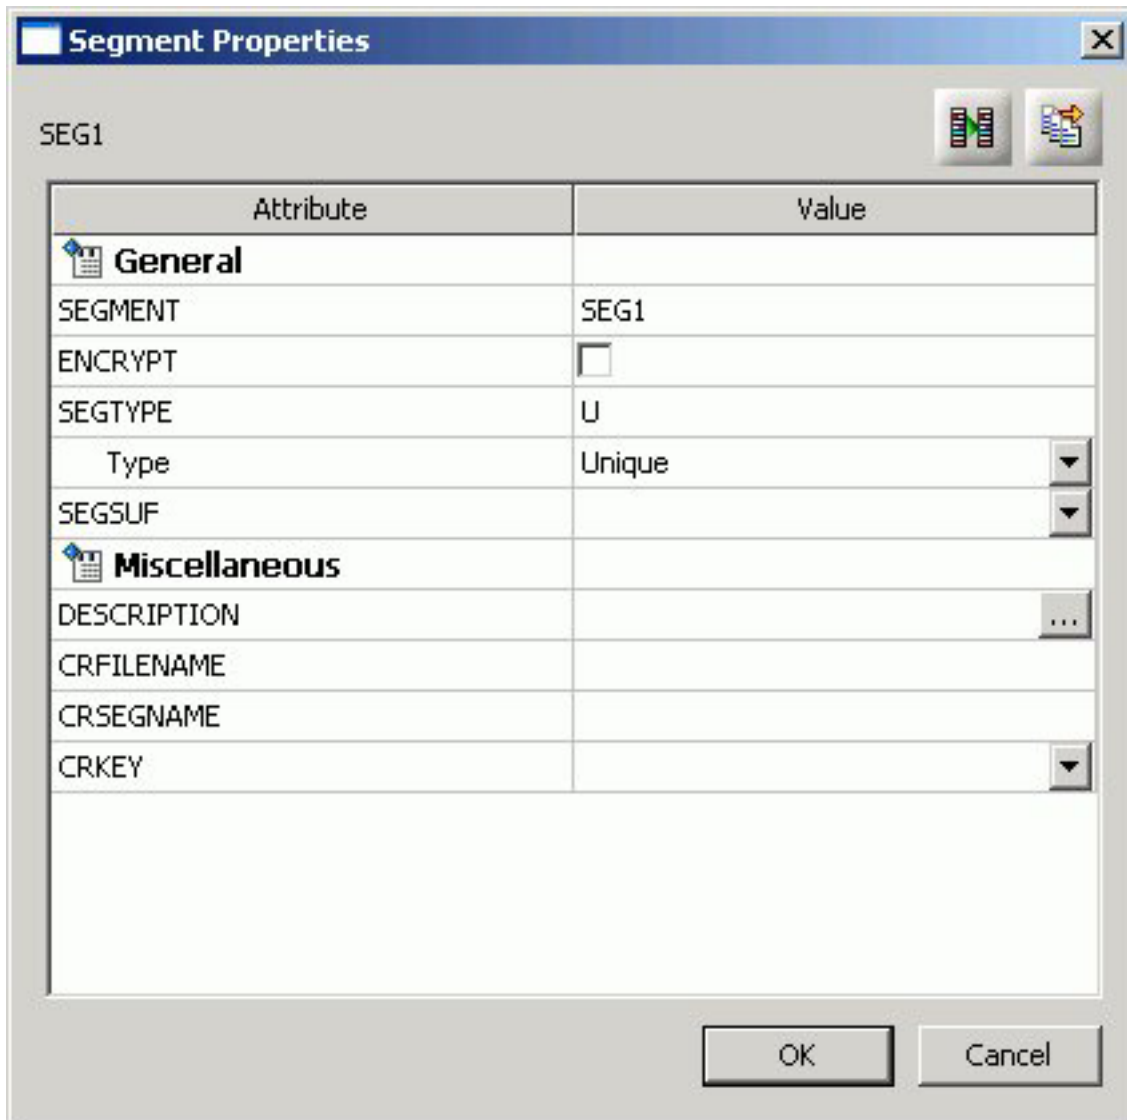 Segment Properties
SEG1
Attribute Value
General
SEGMENT SEG1
ENCRYPT
SEGTYPE U
Type Unique
SEGSUF
Miscellaneous
DESCRIPTION ...
CRFILENAME
CRSEGNAME
CRKEY
OK Cancel